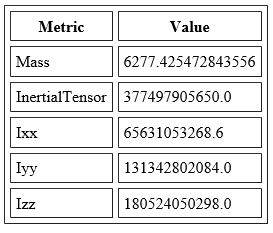 Metric Value
Mass 6277.425472843556
InertialTensor 377497905650.0
Ixx 65631053268.6
Iyy 131342802084.0
Izz 180524050298.0